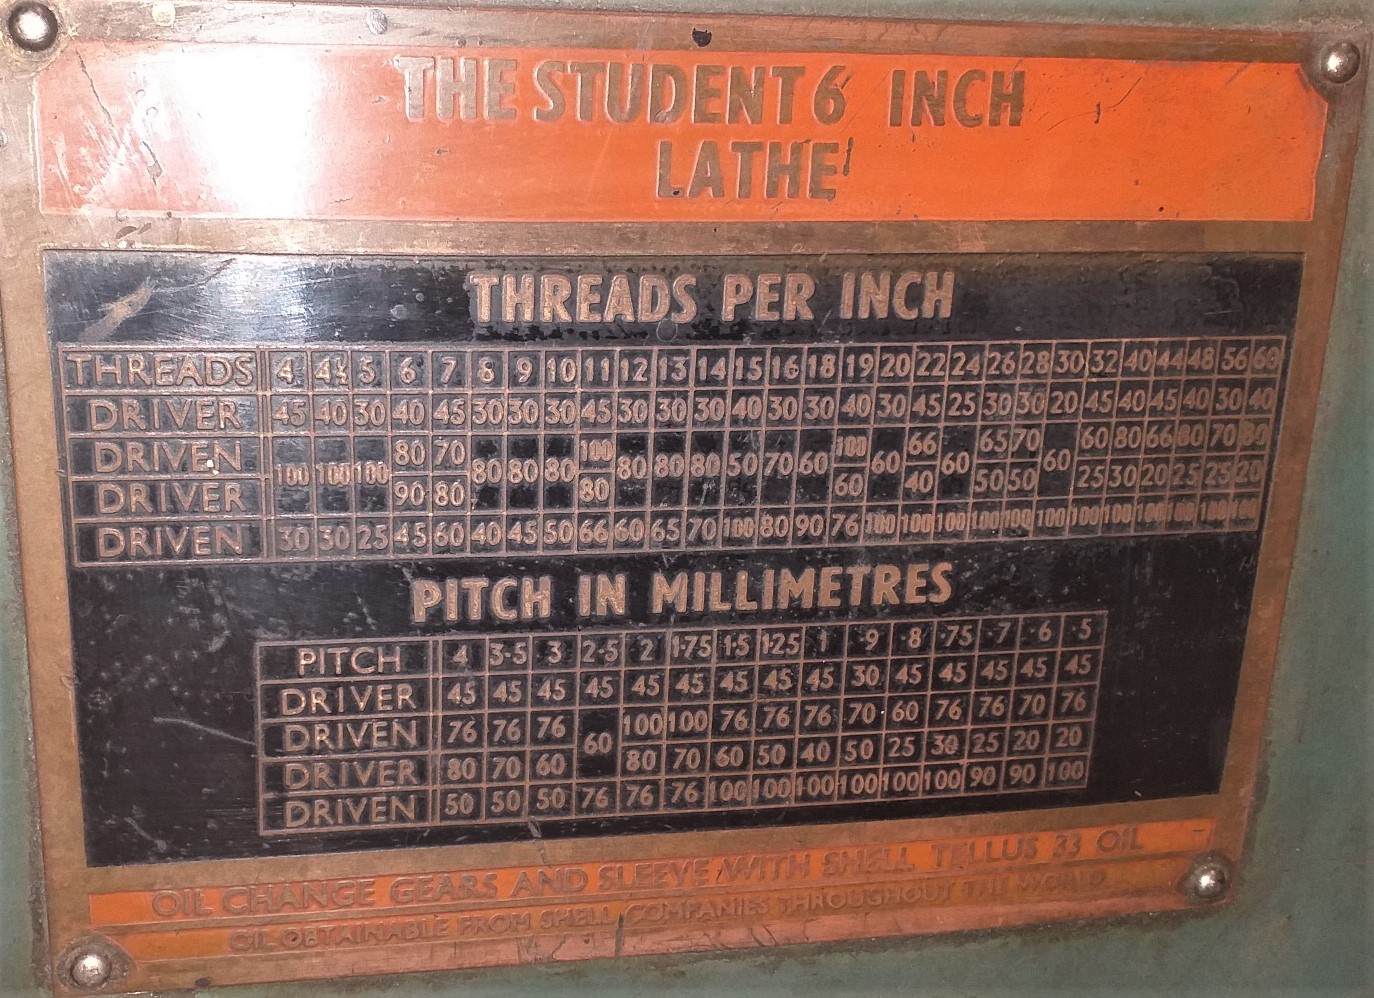 THE STUDENT 6 INCH
LATHE
THREADS PER INCH
THREADS 4 4½ 5 6 7 8 9 10 11 12 13 14 15 16 18 19 20 22 24 26 28 30 32 40 44 48 56 60
DRIVER 45 40 30 40 45 30 30 30 45 30 30 30 40 30 30 40 30 45 25 30 30 20 45 40 45 40 30 40
DRIVEN 100 100 100 80 70 80 80 80 100 80 80 80 50 70 60 100 60 66 60 65 70 60 60 80 66 80 70 80
DRIVER 90 80 80 60 40 50 50 25 30 20 25 25 20
DRIVEN 30 30 25 45 60 40 45 50 66 60 65 70 100 80 90 76 100 100 100 100 100 100 100 100 100 100 100 100
PITCH IN MILLIMETRES
PITCH 4 3·5 3 2·5 2 1·75 1·5 1·25 1 ·9 ·8 ·75 ·7 ·6 ·5
DRIVER 45 45 45 45 45 45 45 45 45 30 45 45 45 45 45
DRIVEN 76 76 76 60 100 100 76 76 76 70 60 76 76 70 76
DRIVER 80 70 60 80 70 60 50 40 50 25 30 25 20 20
DRIVEN 50 50 50 76 76 76 100 100 100 100 100 100 90 90 100
OIL CHANGE GEARS AND SLEEVE WITH SHELL TELLUS 33 OIL
OIL OBTAINABLE FROM SHELL COMPANIES THROUGHOUT THE WORLD